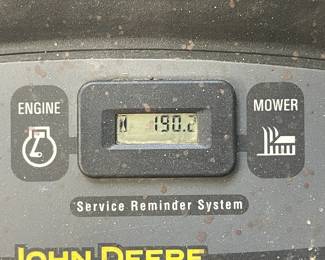 ENGINE
MOWER
190.2
Service Reminder System
JOHN DEERE